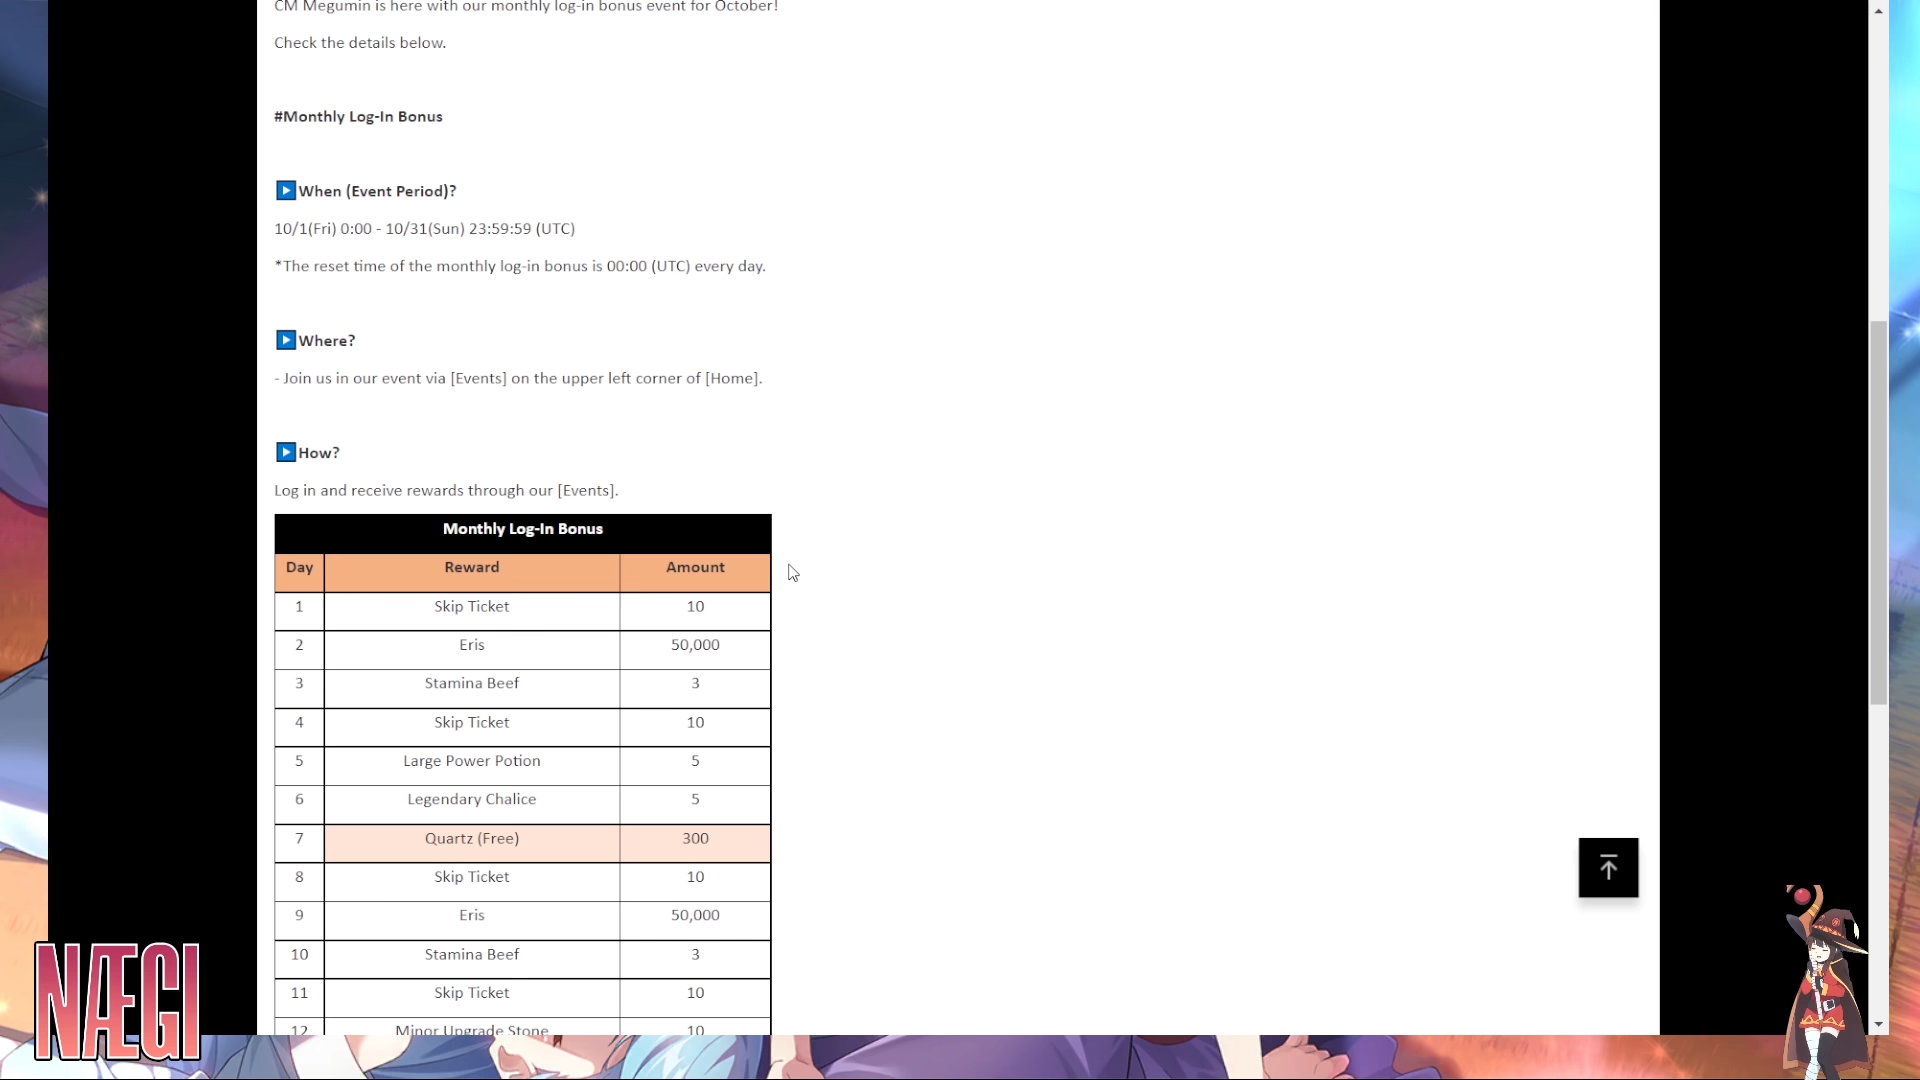 CM Megumin is here with our monthly log-in bonus event for October!
Check the details below.
#Monthly Log-In Bonus
When (Event Period)?
10/1(Fri) 0:00 - 10/31(Sun) 23:59:59 (UTC)
*The reset time of the monthly log-in bonus is 00:00 (UTC) every day.
Where?
- Join us in our event via [Events] on the upper left corner of [Home].
How?
Log in and receive rewards through our [Events].
Monthly Log-In Bonus
Day Reward Amount
1 Skip Ticket 10
2 Eris 50,000
3 Stamina Beef 3
4 Skip Ticket 10
5 Large Power Potion 5
6 Legendary Chalice 5
7 Quartz (Free) 300
8 Skip Ticket 10
9 Eris 50,000
10 Stamina Beef 3
11 Skip Ticket 10
12 Minor Upgrade Stone 10
NÆGI